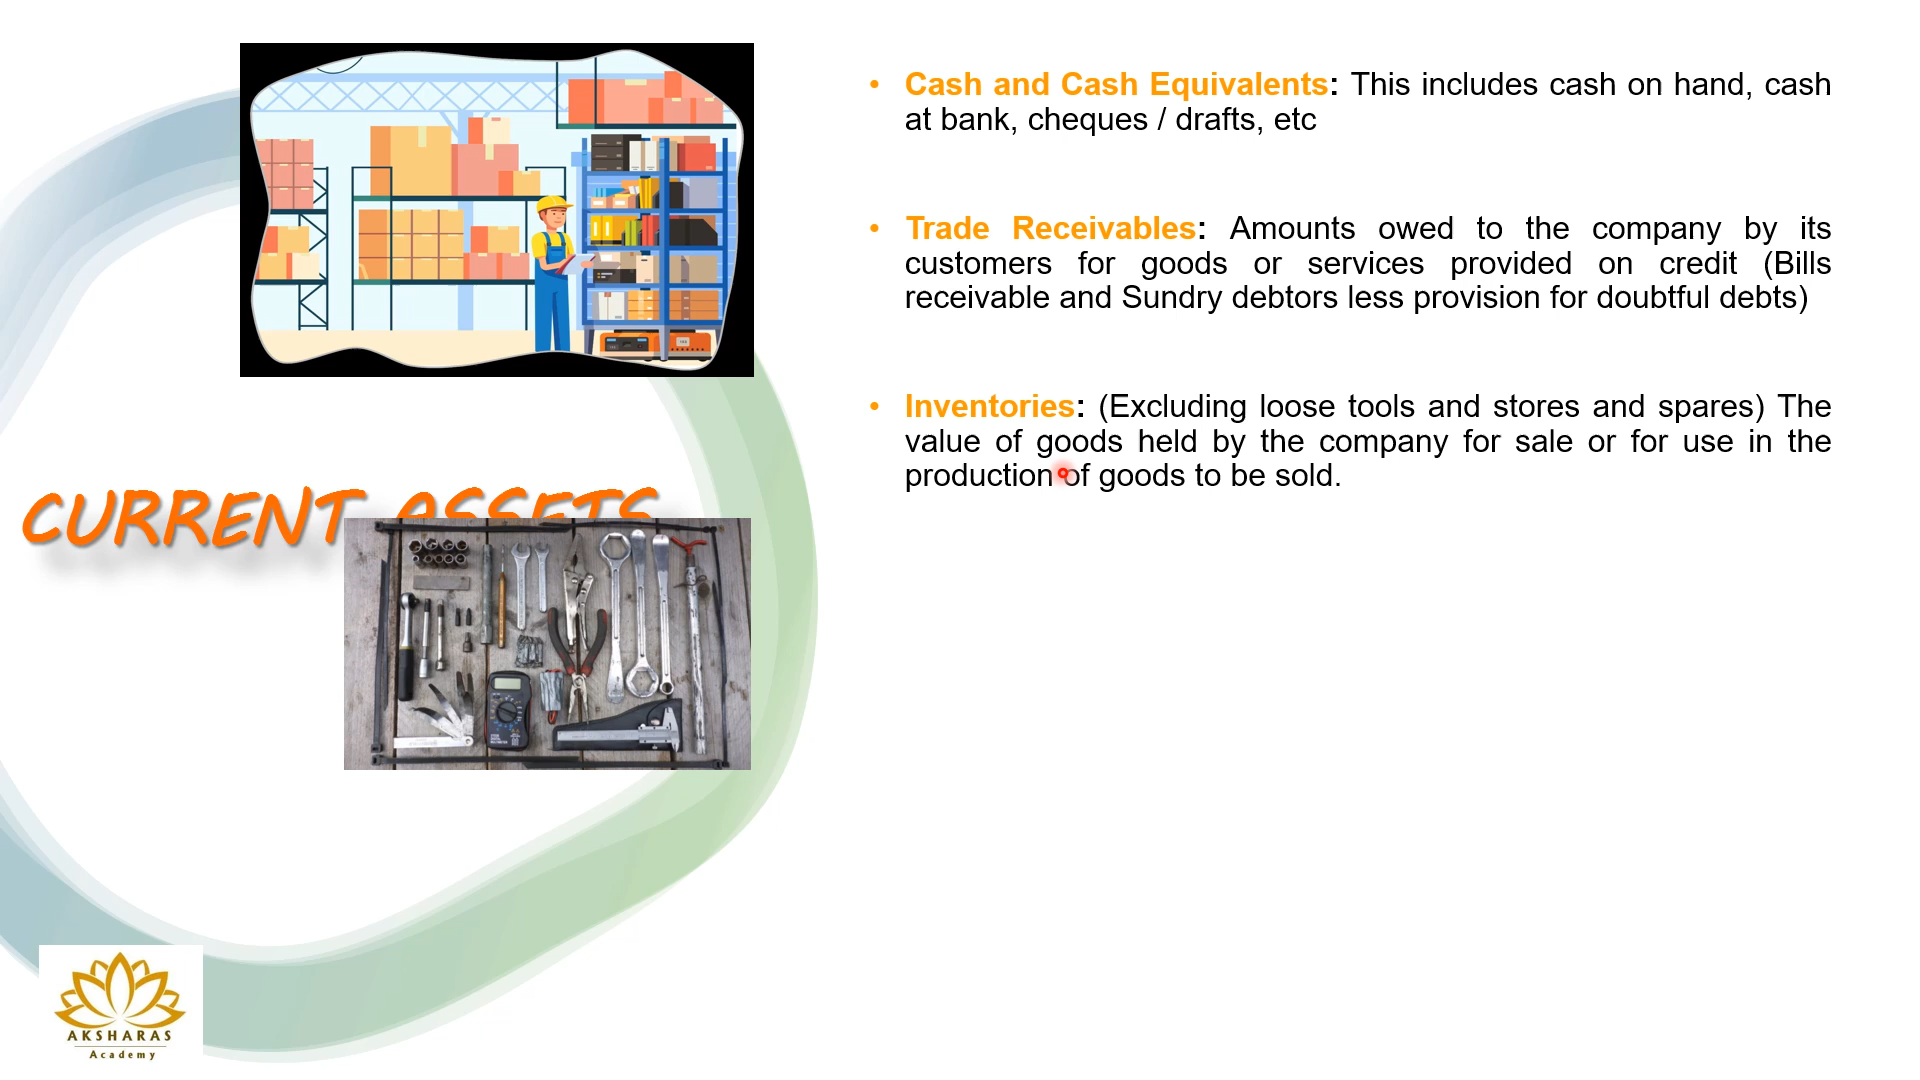 Cash and Cash Equivalents: This includes cash on hand, cash
at bank, cheques / drafts, etc
Trade Receivables: Amounts owed to the company by its
customers for goods or services provided on credit (Bills
receivable and Sundry debtors less provision for doubtful debts)
Inventories: (Excluding loose tools and stores and spares) The
value of goods held by the company for sale or for use in the
production of goods to be sold.
CURRENT ASSETS
AKSHARAS
Academy